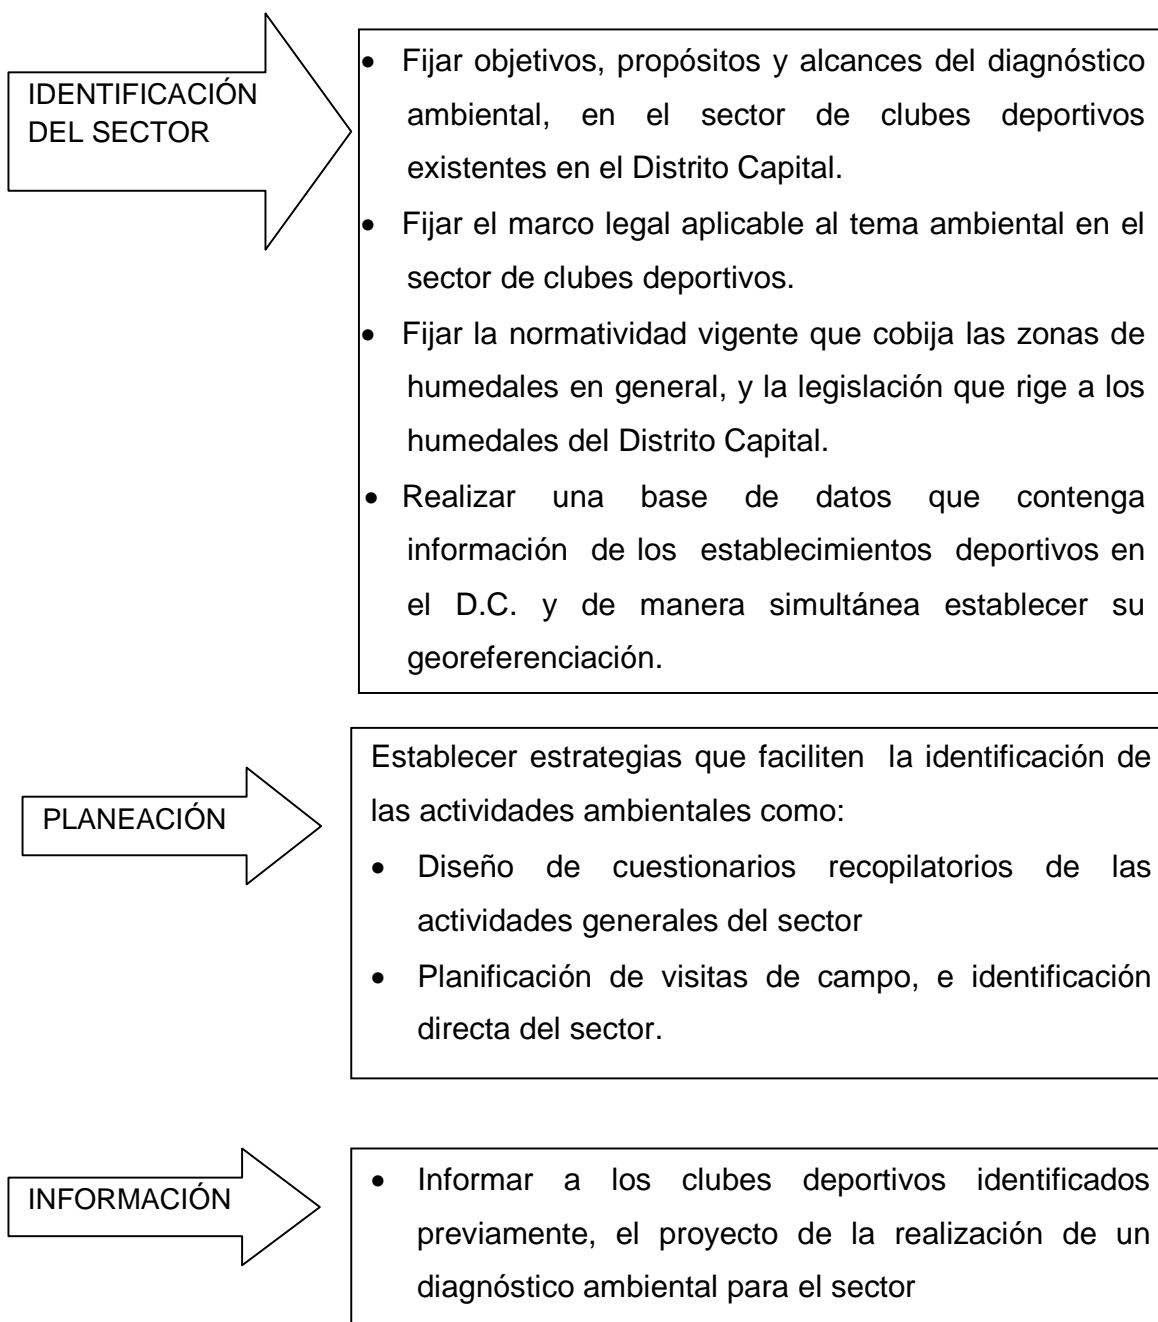 IDENTIFICACIÓN
DEL SECTOR
• Fijar objetivos, propósitos y alcances del diagnóstico
ambiental, en el sector de clubes deportivos
existentes en el Distrito Capital.
• Fijar el marco legal aplicable al tema ambiental en el
sector de clubes deportivos.
• Fijar la normatividad vigente que cobija las zonas de
humedales en general, y la legislación que rige a los
humedales del Distrito Capital.
• Realizar una base de datos que contenga
información de los establecimientos deportivos en
el D.C. y de manera simultánea establecer su
georeferenciación.
PLANEACIÓN
Establecer estrategias que faciliten la identificación de
las actividades ambientales como:
• Diseño de cuestionarios recopilatorios de las
actividades generales del sector
• Planificación de visitas de campo, e identificación
directa del sector.
INFORMACIÓN
• Informar a los clubes deportivos identificados
previamente, el proyecto de la realización de un
diagnóstico ambiental para el sector